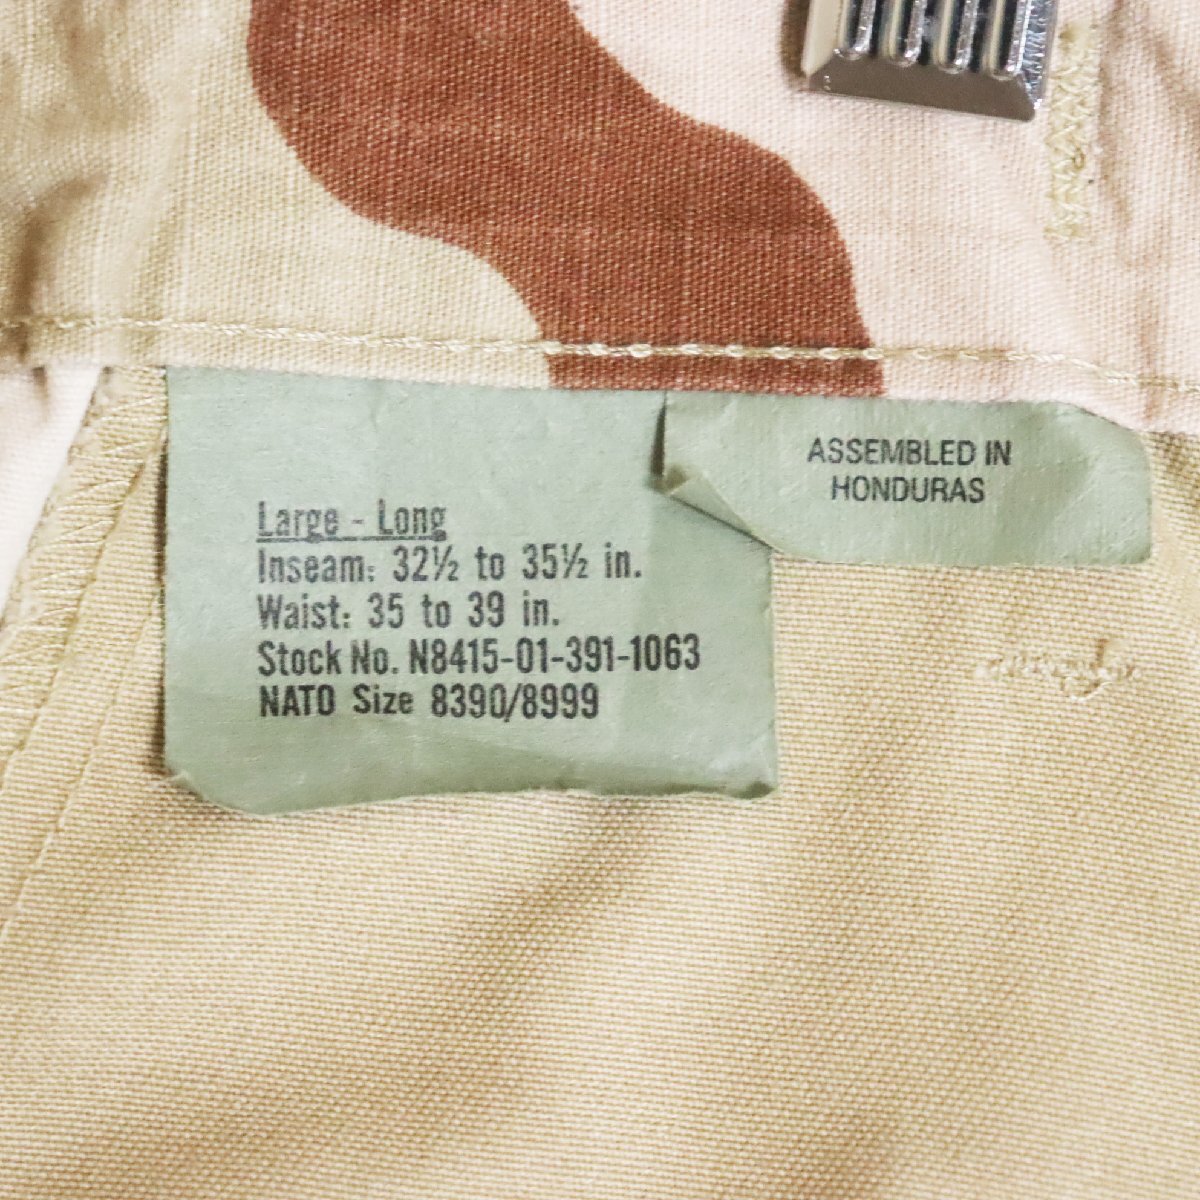 Large - Long
Inseam: 32½ to 35½ in.
Waist: 35 to 39 in.
Stock No. N8415-01-391-1063
NATO Size 8390/8999
ASSEMBLED IN
HONDURAS